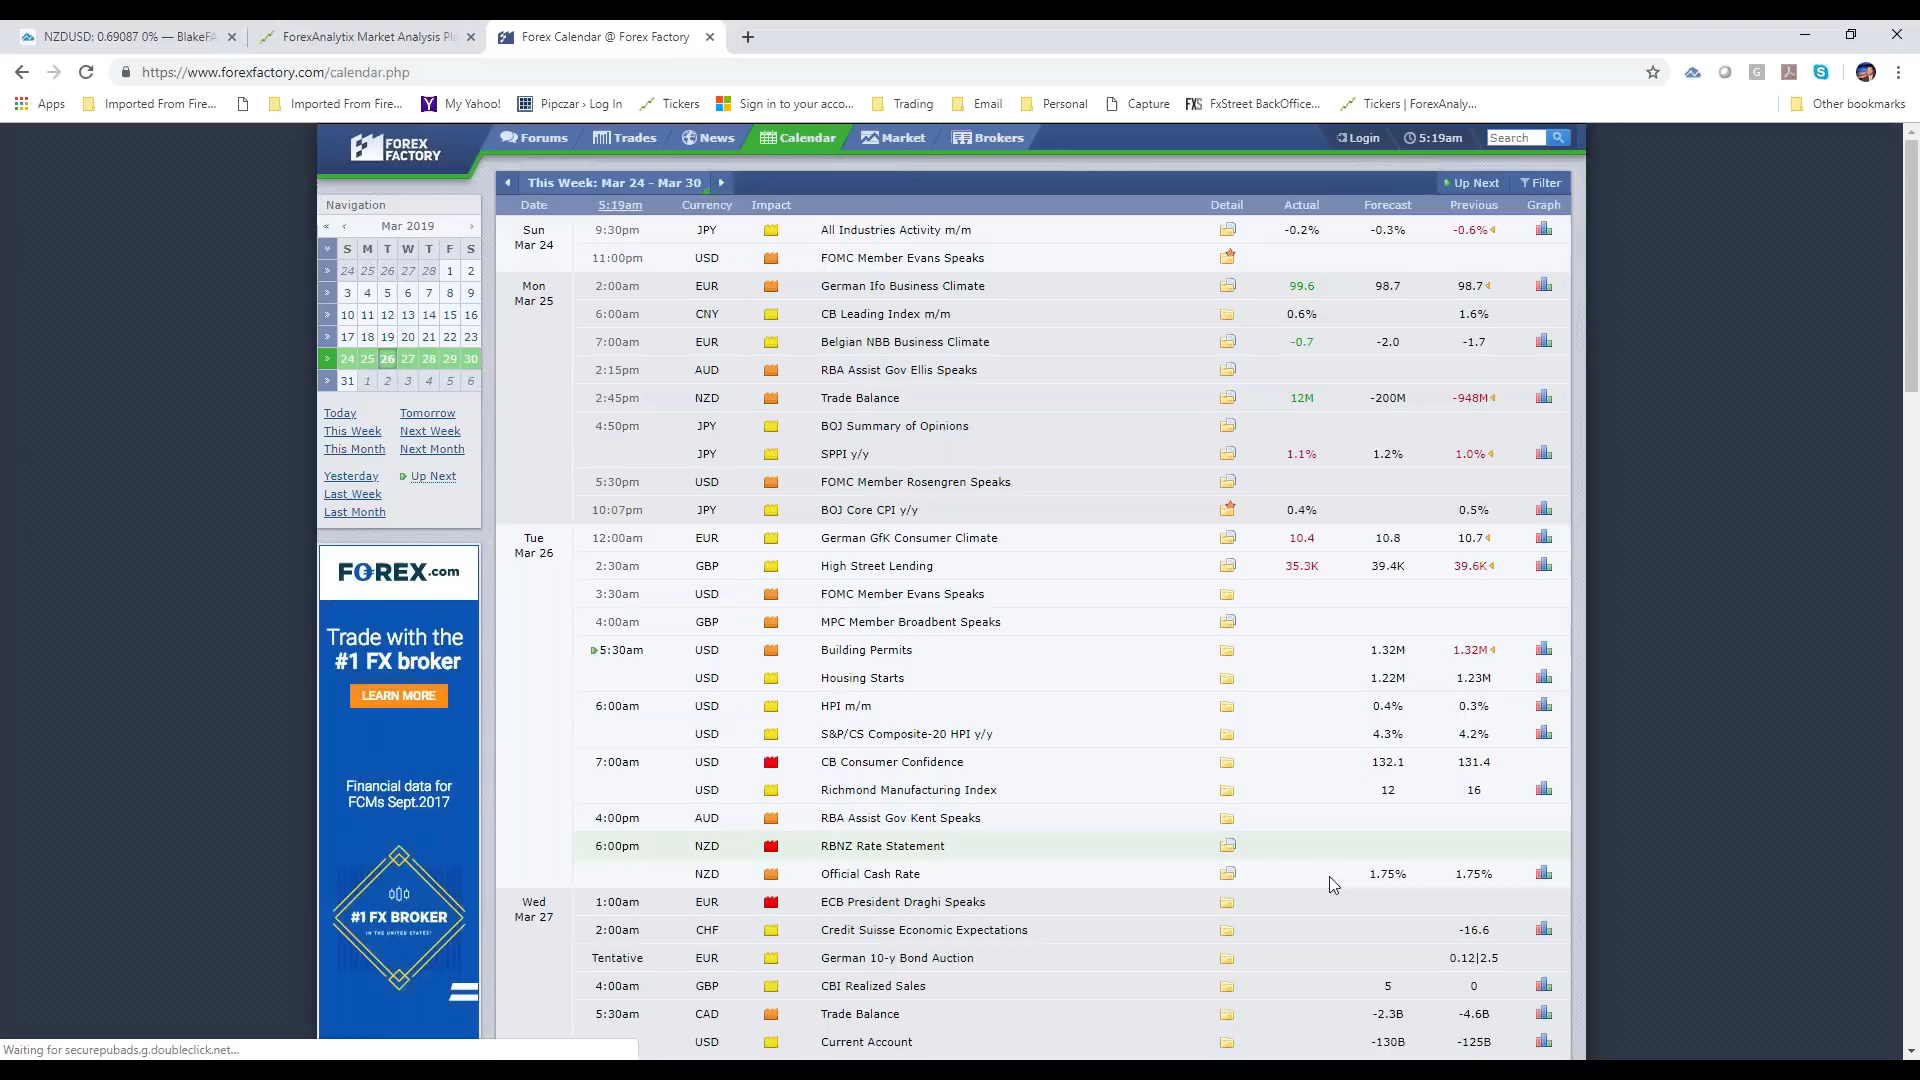 NZDUSD: 0.69087 0% — BlakeFA
ForexAnalytix Market Analysis Pla
Forex Calendar @ Forex Factory
https://www.forexfactory.com/calendar.php
Apps Imported From Fire... Imported From Fire... My Yahoo! Pipczar › Log In Tickers Sign in to your acco... Trading Email Personal Capture FXS FxStreet BackOffice... Tickers | ForexAnaly... Other bookmarks
FOREX
FACTORY
Forums Trades News Calendar Market Brokers Login 5:19am Search
Navigation
« ‹ Mar 2019 ›
S M T W T F S
24 25 26 27 28 1 2
3 4 5 6 7 8 9
10 11 12 13 14 15 16
17 18 19 20 21 22 23
24 25 26 27 28 29 30
31 1 2 3 4 5 6
Today Tomorrow
This Week Next Week
This Month Next Month
Yesterday Up Next
Last Week
Last Month
FOREX.com
Trade with the
#1 FX broker
LEARN MORE
Financial data for
FCMs Sept.2017
#1 FX BROKER
IN THE UNITED STATES*
This Week: Mar 24 - Mar 30 Up Next Filter
Date 5:19am Currency Impact Detail Actual Forecast Previous Graph
Sun
Mar 24
9:30pm JPY All Industries Activity m/m -0.2% -0.3% -0.6%
11:00pm USD FOMC Member Evans Speaks
Mon
Mar 25
2:00am EUR German Ifo Business Climate 99.6 98.7 98.7
6:00am CNY CB Leading Index m/m 0.6% 1.6%
7:00am EUR Belgian NBB Business Climate -0.7 -2.0 -1.7
2:15pm AUD RBA Assist Gov Ellis Speaks
2:45pm NZD Trade Balance 12M -200M -948M
4:50pm JPY BOJ Summary of Opinions
JPY SPPI y/y 1.1% 1.2% 1.0%
5:30pm USD FOMC Member Rosengren Speaks
10:07pm JPY BOJ Core CPI y/y 0.4% 0.5%
Tue
Mar 26
12:00am EUR German GfK Consumer Climate 10.4 10.8 10.7
2:30am GBP High Street Lending 35.3K 39.4K 39.6K
3:30am USD FOMC Member Evans Speaks
4:00am GBP MPC Member Broadbent Speaks
5:30am USD Building Permits 1.32M 1.32M
USD Housing Starts 1.22M 1.23M
6:00am USD HPI m/m 0.4% 0.3%
USD S&P/CS Composite-20 HPI y/y 4.3% 4.2%
7:00am USD CB Consumer Confidence 132.1 131.4
USD Richmond Manufacturing Index 12 16
4:00pm AUD RBA Assist Gov Kent Speaks
6:00pm NZD RBNZ Rate Statement
NZD Official Cash Rate 1.75% 1.75%
Wed
Mar 27
1:00am EUR ECB President Draghi Speaks
2:00am CHF Credit Suisse Economic Expectations -16.6
Tentative EUR German 10-y Bond Auction 0.12|2.5
4:00am GBP CBI Realized Sales 5 0
5:30am CAD Trade Balance -2.3B -4.6B
USD Current Account -130B -125B
Waiting for securepubads.g.doubleclick.net...